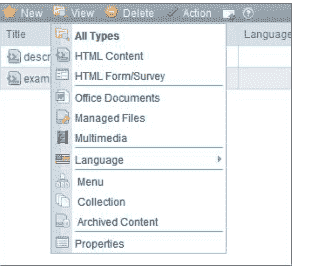 New View Delete Action
Title Language
All Types
descr HTML Content
exam HTML Form/Survey
Office Documents
Managed Files
Multimedia
Language
Menu
Collection
Archived Content
Properties